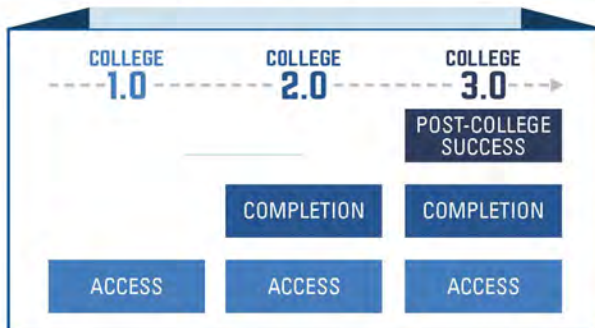 COLLEGE 1.0
COLLEGE 2.0
COLLEGE 3.0
POST-COLLEGE
SUCCESS
COMPLETION COMPLETION
ACCESS ACCESS ACCESS